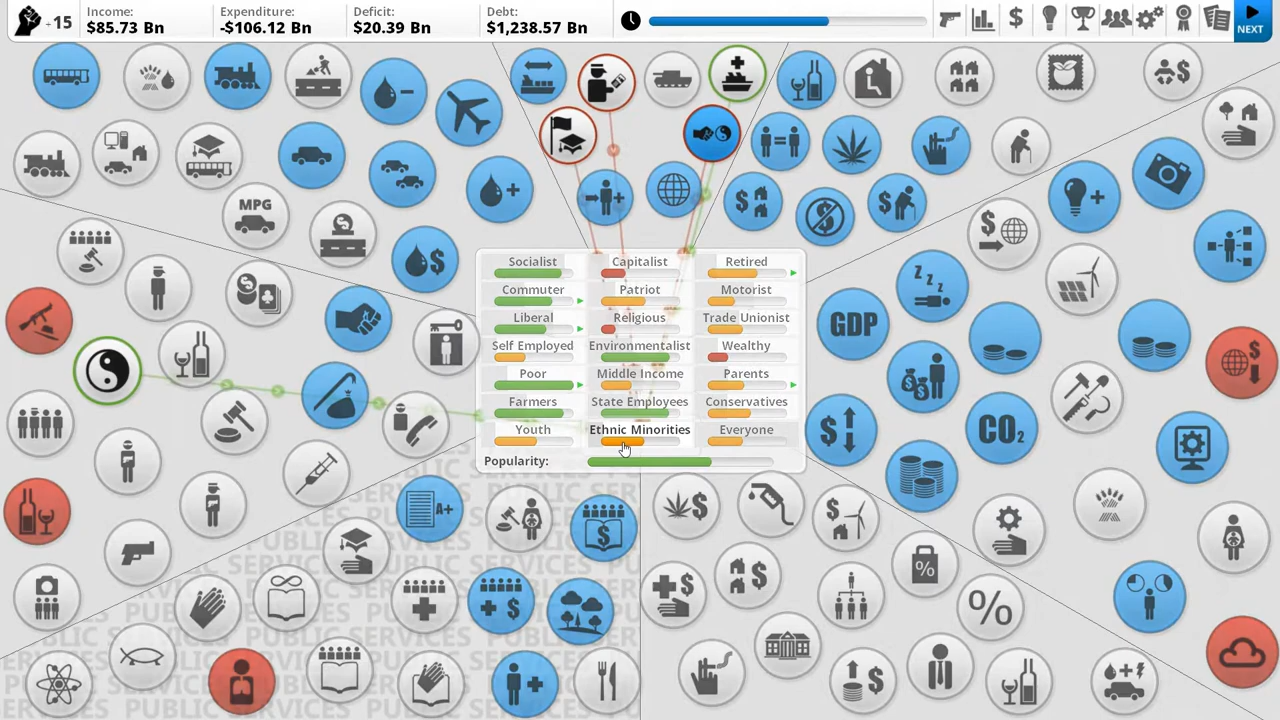 +15
Income:
$85.73 Bn
Expenditure:
-$106.12 Bn
Deficit:
$20.39 Bn
Debt:
$1,238.57 Bn
$
NEXT
MPG
$
$
$
$
Socialist
Capitalist
Retired
Commuter
Patriot
Motorist
Liberal
Religious
Trade Unionist
Self Employed
Environmentalist
Wealthy
Poor
Middle Income
Parents
Farmers
State Employees
Conservatives
Youth
Ethnic Minorities
Everyone
Popularity:
GDP
CO₂
Z Z Z
$
A+
$
$
$
$
$
$
%
%
$
PUBLIC SERVICES